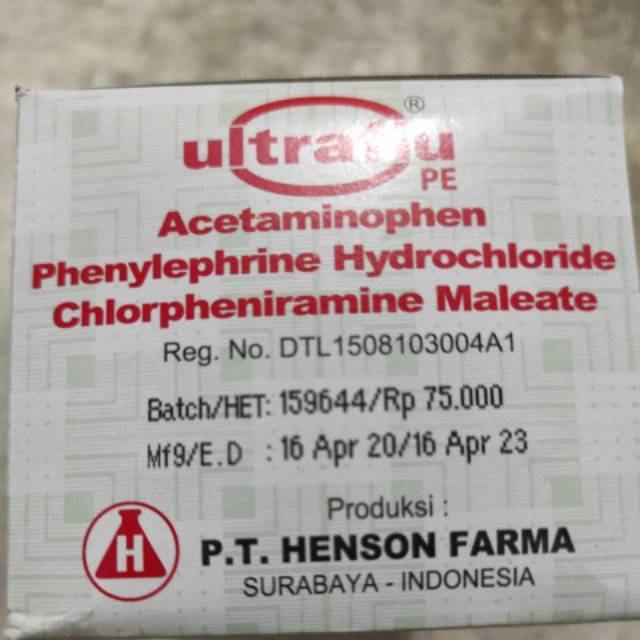 ultraflu ®
PE
Acetaminophen
Phenylephrine Hydrochloride
Chlorpheniramine Maleate
Reg. No. DTL1508103004A1
Batch/HET: 159644/Rp 75.000
Mf9/E.D : 16 Apr 20/16 Apr 23
Produksi :
H
P.T. HENSON FARMA
SURABAYA - INDONESIA